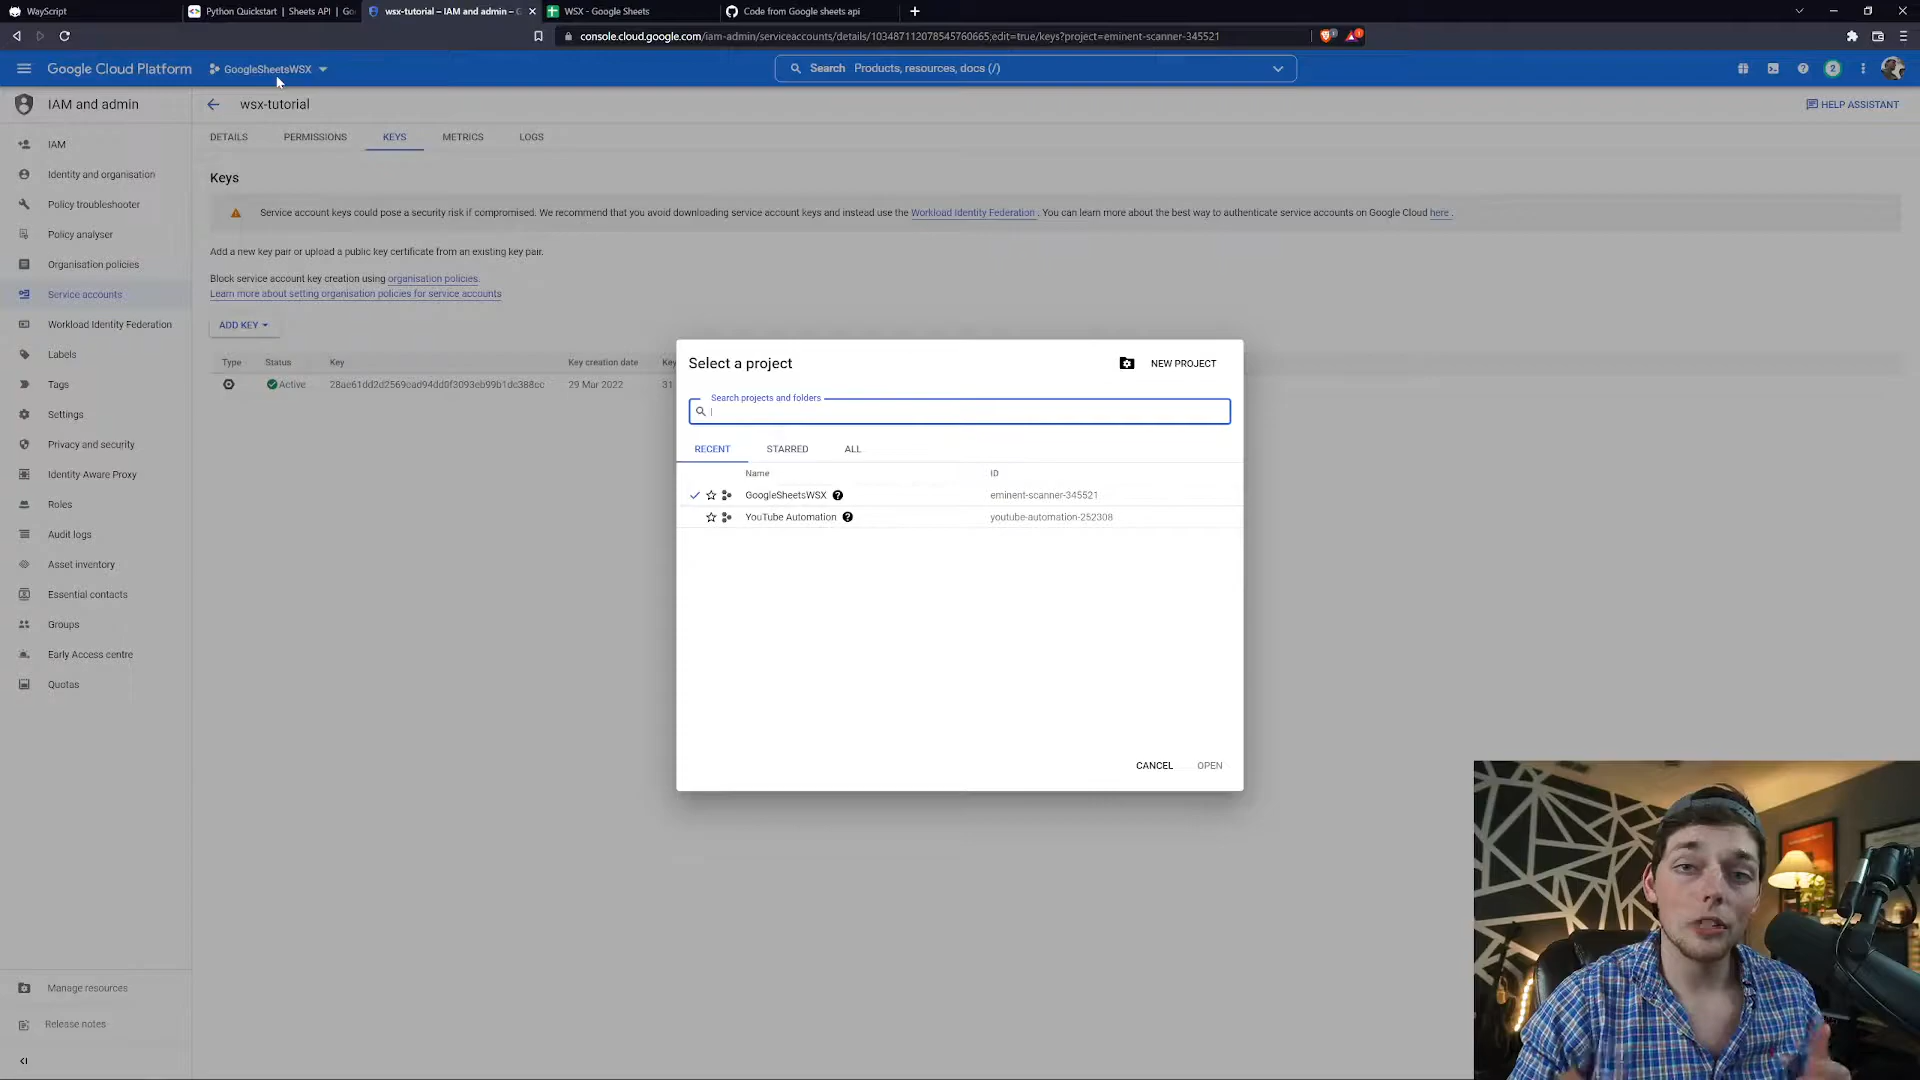 WayScript
Python Quickstart | Sheets API | Go
wsx-tutorial – IAM and admin – G
WSX - Google Sheets
Code from Google sheets api
console.cloud.google.com/iam-admin/serviceaccounts/details/103487112078545760665;edit=true/keys?project=eminent-scanner-345521
Google Cloud Platform
GoogleSheetsWSX
Search Products, resources, docs (/)
2
IAM and admin
wsx-tutorial
HELP ASSISTANT
DETAILS
PERMISSIONS
KEYS
METRICS
LOGS
IAM
Identity and organisation
Policy troubleshooter
Policy analyser
Organisation policies
Service accounts
Workload Identity Federation
Labels
Tags
Settings
Privacy and security
Identity-Aware Proxy
Roles
Audit logs
Asset inventory
Essential contacts
Groups
Early Access centre
Quotas
Manage resources
Release notes
Keys
Service account keys could pose a security risk if compromised. We recommend that you avoid downloading service account keys and instead use the Workload Identity Federation . You can learn more about the best way to authenticate service accounts on Google Cloud here .
Add a new key pair or upload a public key certificate from an existing key pair.
Block service account key creation using organisation policies.
Learn more about setting organisation policies for service accounts
ADD KEY
Type Status Key Key creation date
Active 29 Mar 2022 31
Select a project
NEW PROJECT
Search projects and folders
RECENT
STARRED
ALL
Name ID
GoogleSheetsWSX eminent-scanner-345521
YouTube Automation youtube-automation-252308
CANCEL
OPEN